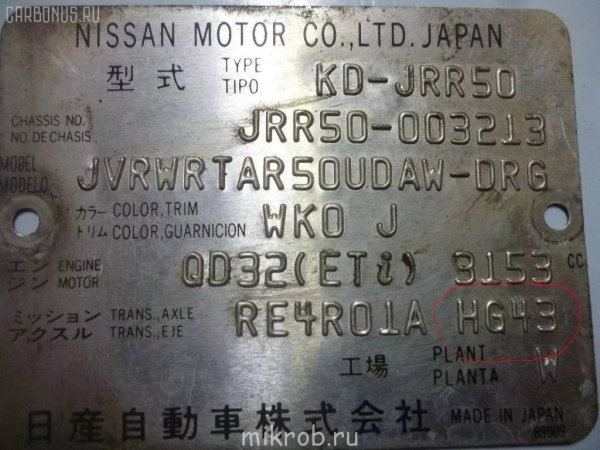 CARBONUS.RU
NISSAN MOTOR CO.,LTD. JAPAN
型式 TYPE TIPO KD-JRR50
CHASSIS NO. NO. DE CHASIS JRR50-003213
MODEL MODELO JVRWRTAR50UDAW-DRG
カラー COLOR,TRIM トリム COLOR,GUARNICION WK0 J
エンジン ENGINE MOTOR QD32(ETi) 3153 CC
ミッション TRANS.,AXLE アクスル TRANS.,EJE RE4R01A HG43
工場 PLANT PLANTA W
日産自動車株式会社 MADE IN JAPAN
89909
mikrob.ru